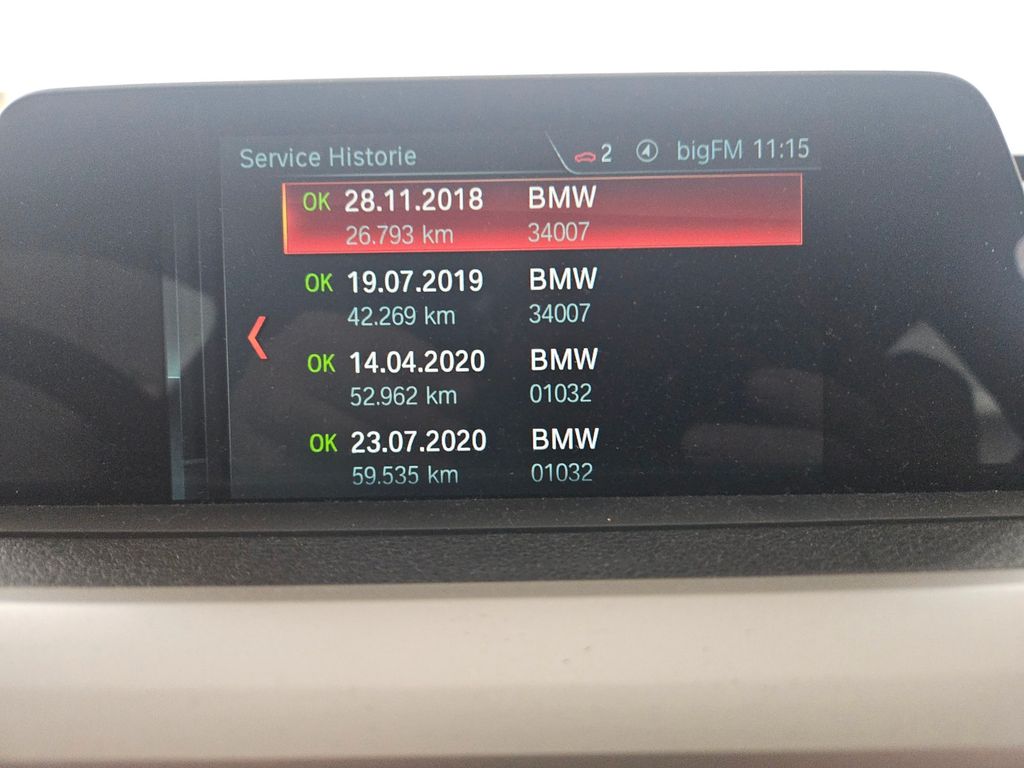 Service Historie 2 bigFM 11:15
OK 28.11.2018 BMW
26.793 km 34007
OK 19.07.2019 BMW
42.269 km 34007
OK 14.04.2020 BMW
52.962 km 01032
OK 23.07.2020 BMW
59.535 km 01032